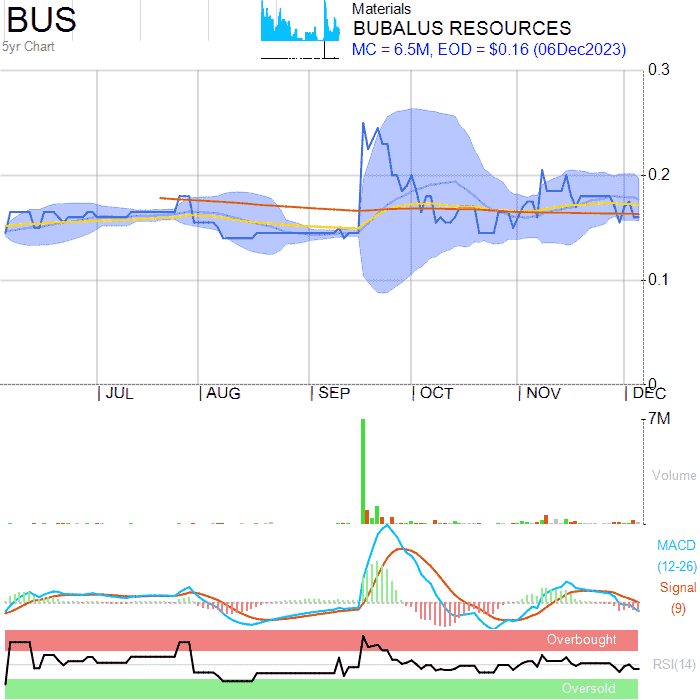 BUS
5yr Chart
Materials
BUBALUS RESOURCES
MC = 6.5M, EOD = $0.16 (06Dec2023)
0.3
0.2
0.1
0
JUL
AUG
SEP
OCT
NOV
DEC
7M
Volume
MACD
(12-26)
Signal
(9)
Overbought
RSI(14)
Oversold